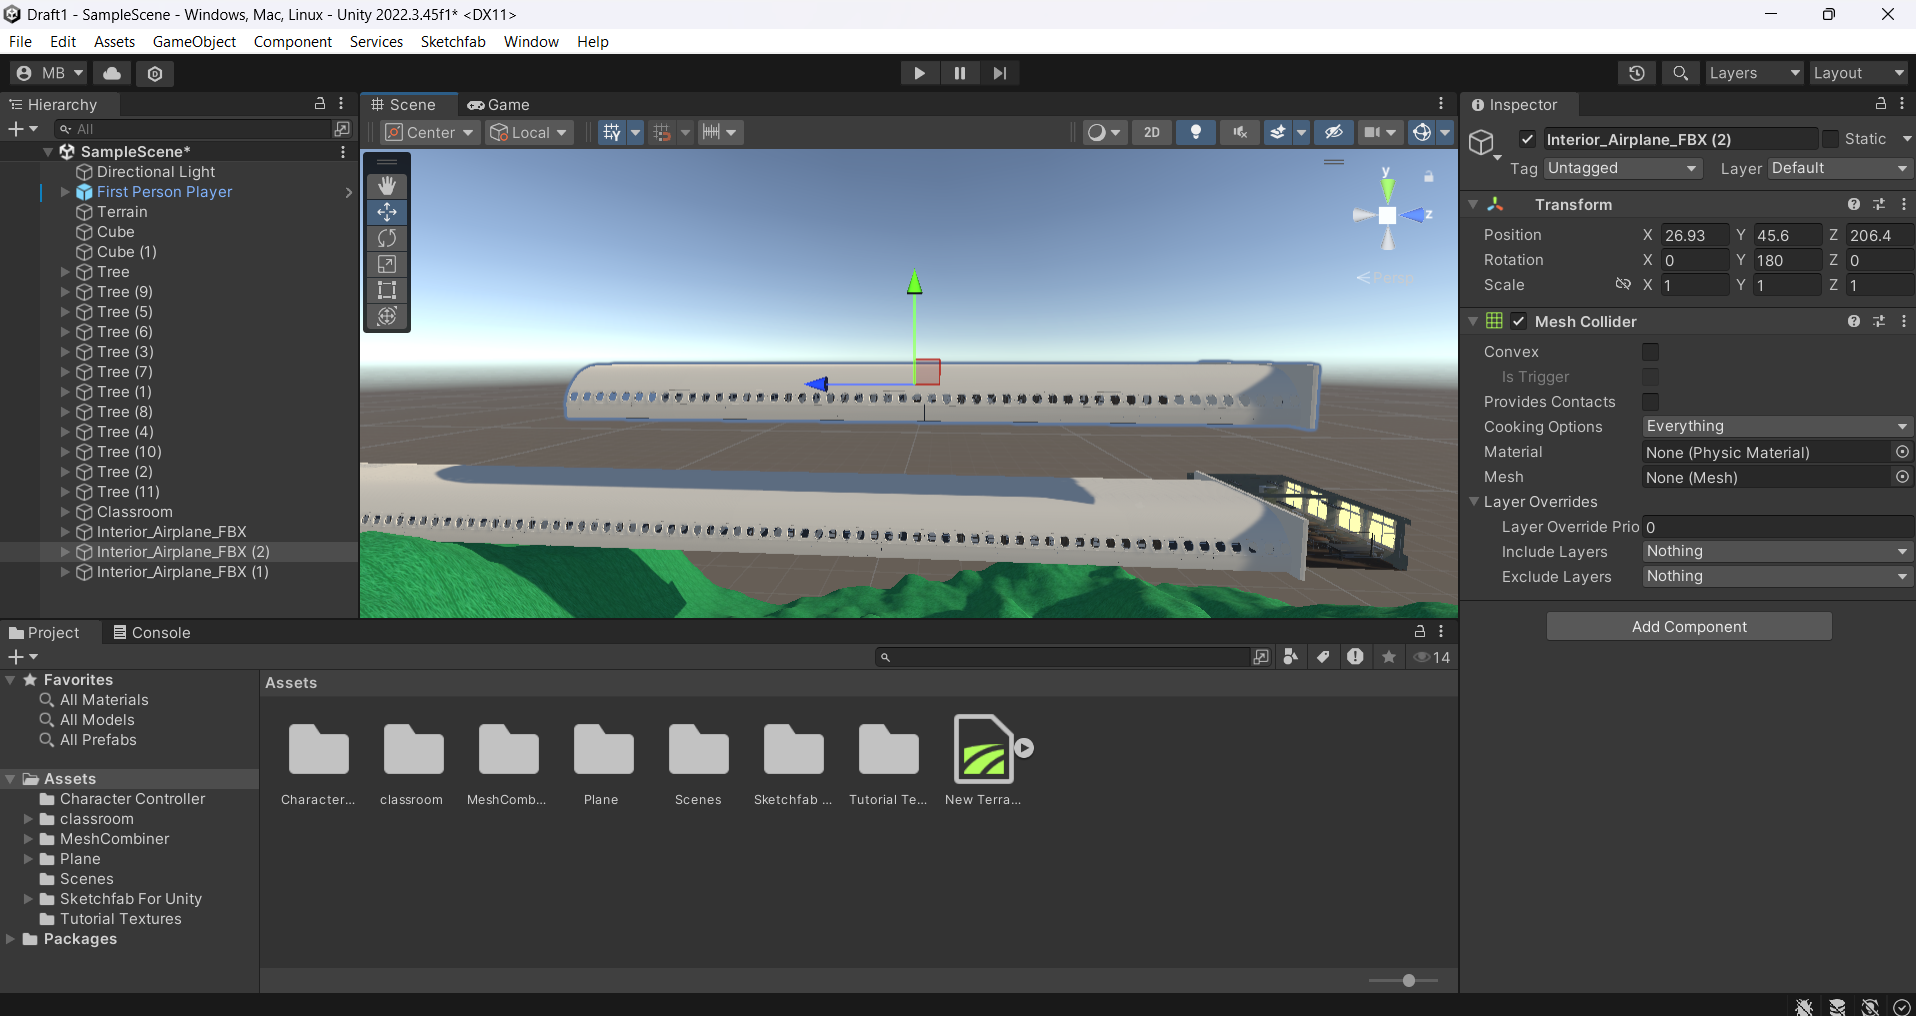 Draft1 - SampleScene - Windows, Mac, Linux - Unity 2022.3.45f1* <DX11>
File Edit Assets GameObject Component Services Sketchfab Window Help
MB Layers Layout
Hierarchy
All
SampleScene*
Directional Light
First Person Player
Terrain
Cube
Cube (1)
Tree
Tree (9)
Tree (5)
Tree (6)
Tree (3)
Tree (7)
Tree (1)
Tree (8)
Tree (4)
Tree (10)
Tree (2)
Tree (11)
Classroom
Interior_Airplane_FBX
Interior_Airplane_FBX (2)
Interior_Airplane_FBX (1)
Scene Game
Center Local 2D
y
z
Persp
Inspector
Interior_Airplane_FBX (2) Static
Tag Untagged Layer Default
Transform
Position X 26.93 Y 45.6 Z 206.4
Rotation X 0 Y 180 Z 0
Scale X 1 Y 1 Z 1
Mesh Collider
Convex
Is Trigger
Provides Contacts
Cooking Options Everything
Material None (Physic Material)
Mesh None (Mesh)
Layer Overrides
Layer Override Prio 0
Include Layers Nothing
Exclude Layers Nothing
Add Component
Project Console
14
Favorites
All Materials
All Models
All Prefabs
Assets
Character Controller
classroom
MeshCombiner
Plane
Scenes
Sketchfab For Unity
Tutorial Textures
Packages
Assets
Character... classroom MeshComb... Plane Scenes Sketchfab ... Tutorial Te... New Terra...